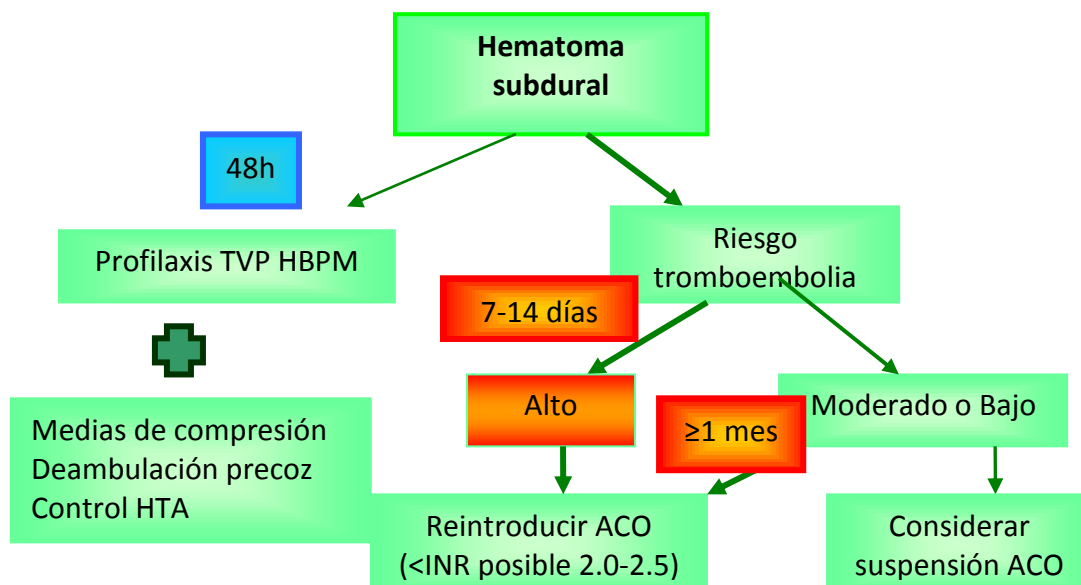 Hematoma
subdural
48h
Profilaxis TVP HBPM
Riesgo
tromboembolia
7-14 días
Alto
Moderado o Bajo
≥1 mes
Medias de compresión
Deambulación precoz
Control HTA
Reintroducir ACO
(<INR posible 2.0-2.5)
Considerar
suspensión ACO